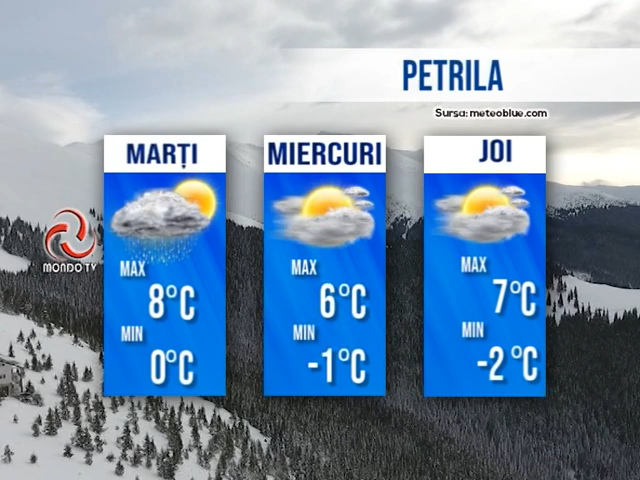 PETRILA
Sursa: meteoblue.com
MARȚI
MAX
8°C
MIN
0°C
MIERCURI
MAX
6°C
MIN
-1°C
JOI
MAX
7°C
MIN
-2°C
MONDO TV